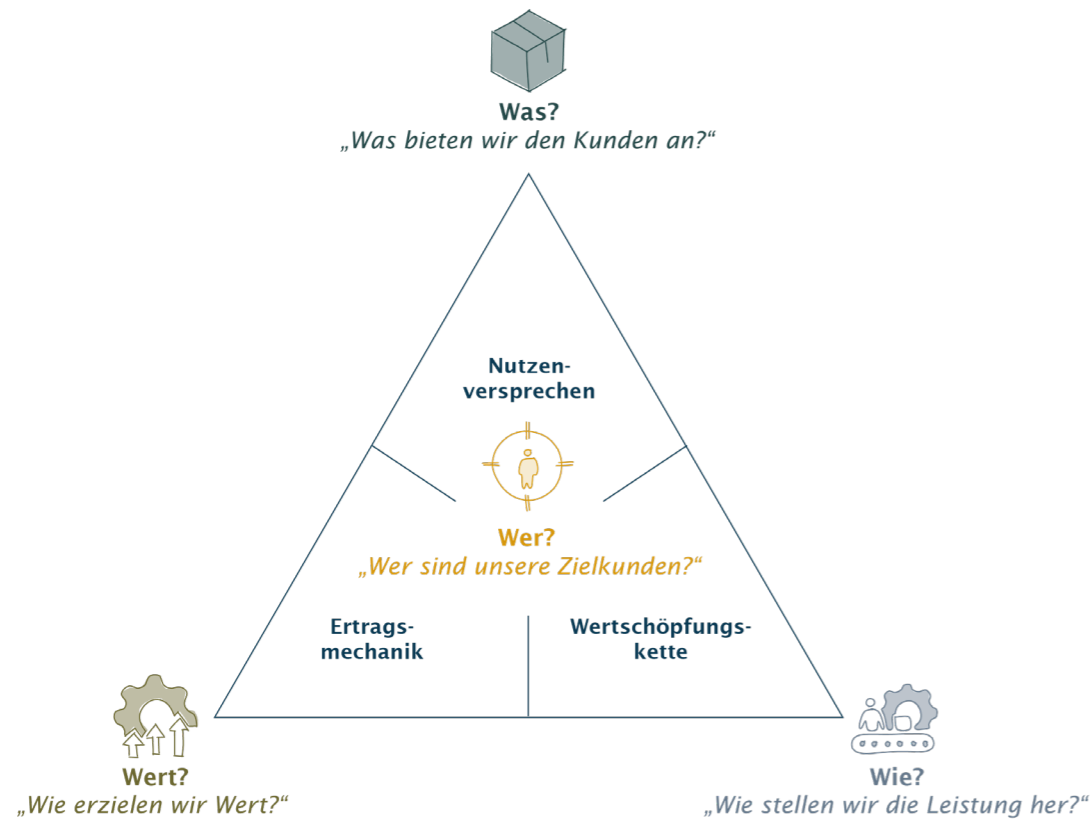 Was?
„Was bieten wir den Kunden an?“
Nutzen-
versprechen
Wer?
„Wer sind unsere Zielkunden?“
Ertrags-
mechanik
Wertschöpfungs-
kette
Wert?
„Wie erzielen wir Wert?“
Wie?
„Wie stellen wir die Leistung her?“